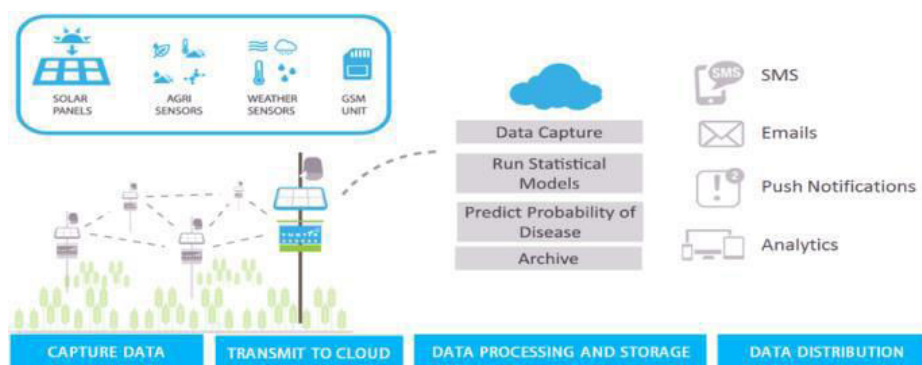 SOLAR
PANELS
AGRI
SENSORS
WEATHER
SENSORS
GSM
UNIT
Data Capture
Run Statistical
Models
Predict Probability of
Disease
Archive
SMS
SMS
Emails
2
!
Push Notifications
Analytics
CAPTURE DATA
TRANSMIT TO CLOUD
DATA PROCESSING AND STORAGE
DATA DISTRIBUTION